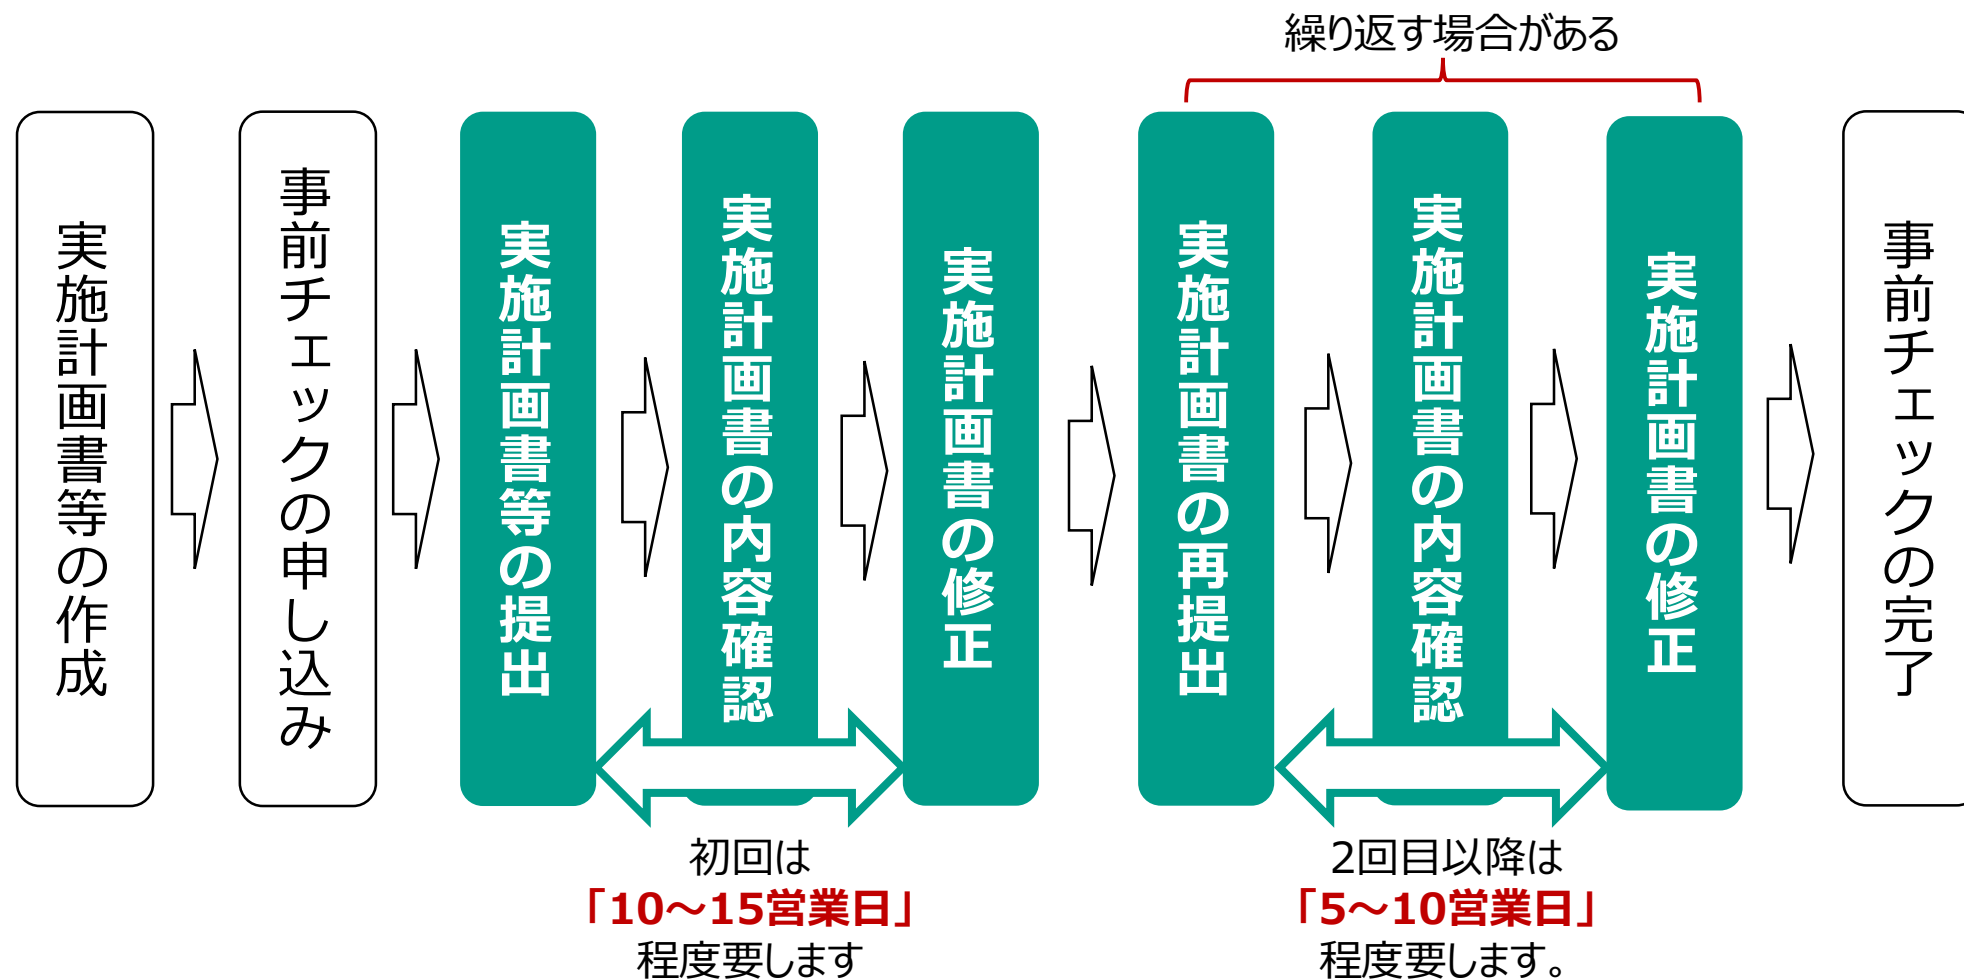 繰り返す場合がある
実施計画書等の作成
事前チェックの申し込み
実施計画書等の提出
実施計画書の内容確認
実施計画書の修正
実施計画書の再提出
実施計画書の内容確認
実施計画書の修正
事前チェックの完了
初回は
「10～15営業日」
程度要します
2回目以降は
「5～10営業日」
程度要します。